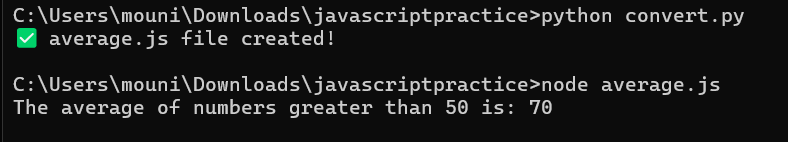 C:\Users\mouni\Downloads\javascriptpractice>python convert.py
✅ average.js file created!
C:\Users\mouni\Downloads\javascriptpractice>node average.js
The average of numbers greater than 50 is: 70